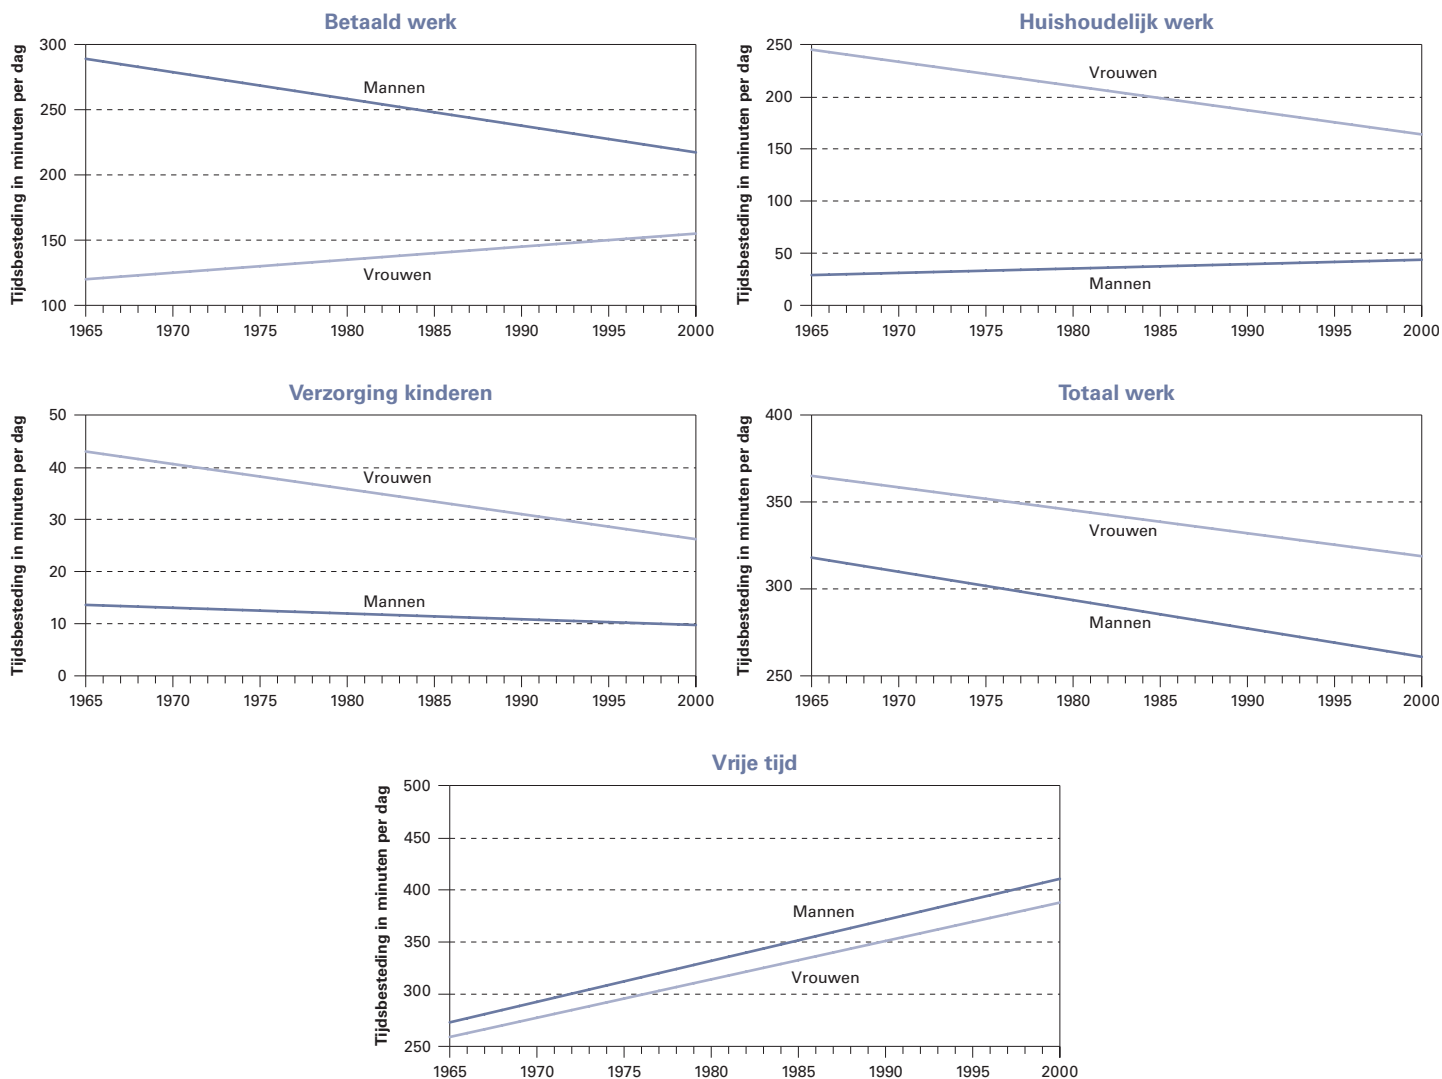 Betaald werk
Tijdsbesteding in minuten per dag
300
250
200
150
100
Mannen
Vrouwen
1965 1970 1975 1980 1985 1990 1995 2000
Huishoudelijk werk
Tijdsbesteding in minuten per dag
250
200
150
100
50
0
Vrouwen
Mannen
1965 1970 1975 1980 1985 1990 1995 2000
Verzorging kinderen
Tijdsbesteding in minuten per dag
50
40
30
20
10
0
Vrouwen
Mannen
1965 1970 1975 1980 1985 1990 1995 2000
Totaal werk
Tijdsbesteding in minuten per dag
400
350
300
250
Vrouwen
Mannen
1965 1970 1975 1980 1985 1990 1995 2000
Vrije tijd
Tijdsbesteding in minuten per dag
500
450
400
350
300
250
Mannen
Vrouwen
1965 1970 1975 1980 1985 1990 1995 2000